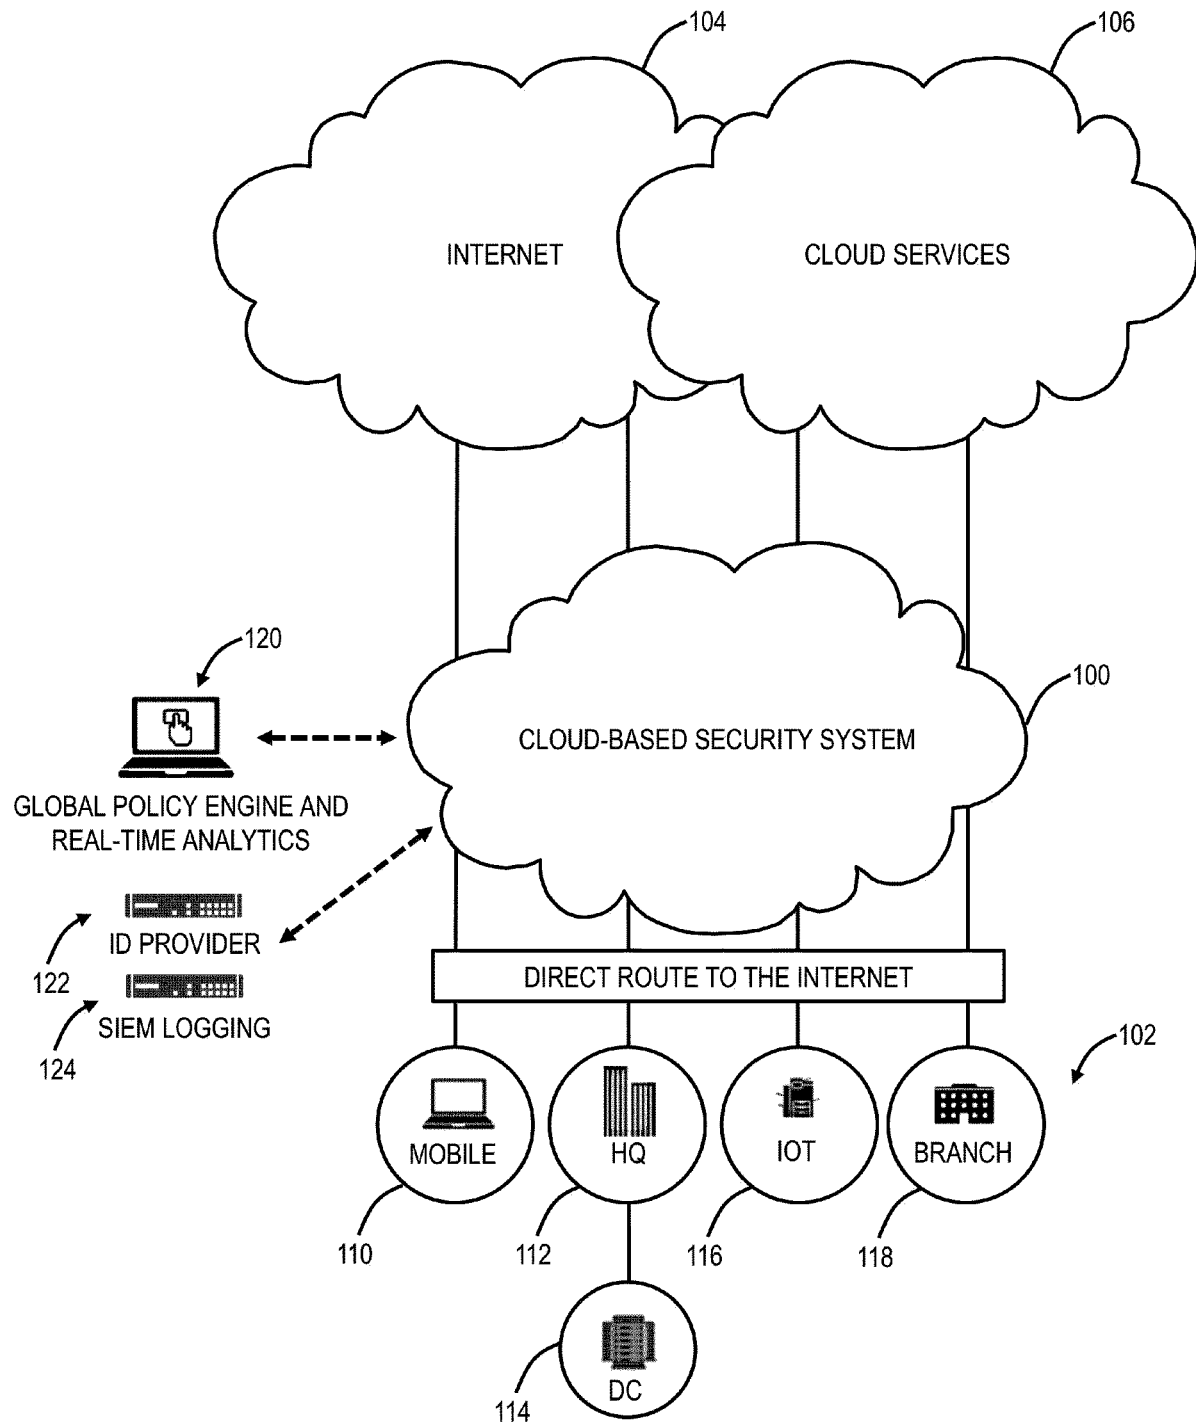 104
106
INTERNET
CLOUD SERVICES
120
100
CLOUD-BASED SECURITY SYSTEM
GLOBAL POLICY ENGINE AND
REAL-TIME ANALYTICS
ID PROVIDER
122
DIRECT ROUTE TO THE INTERNET
SIEM LOGGING
124
102
MOBILE
HQ
IOT
BRANCH
110
112
116
118
DC
114